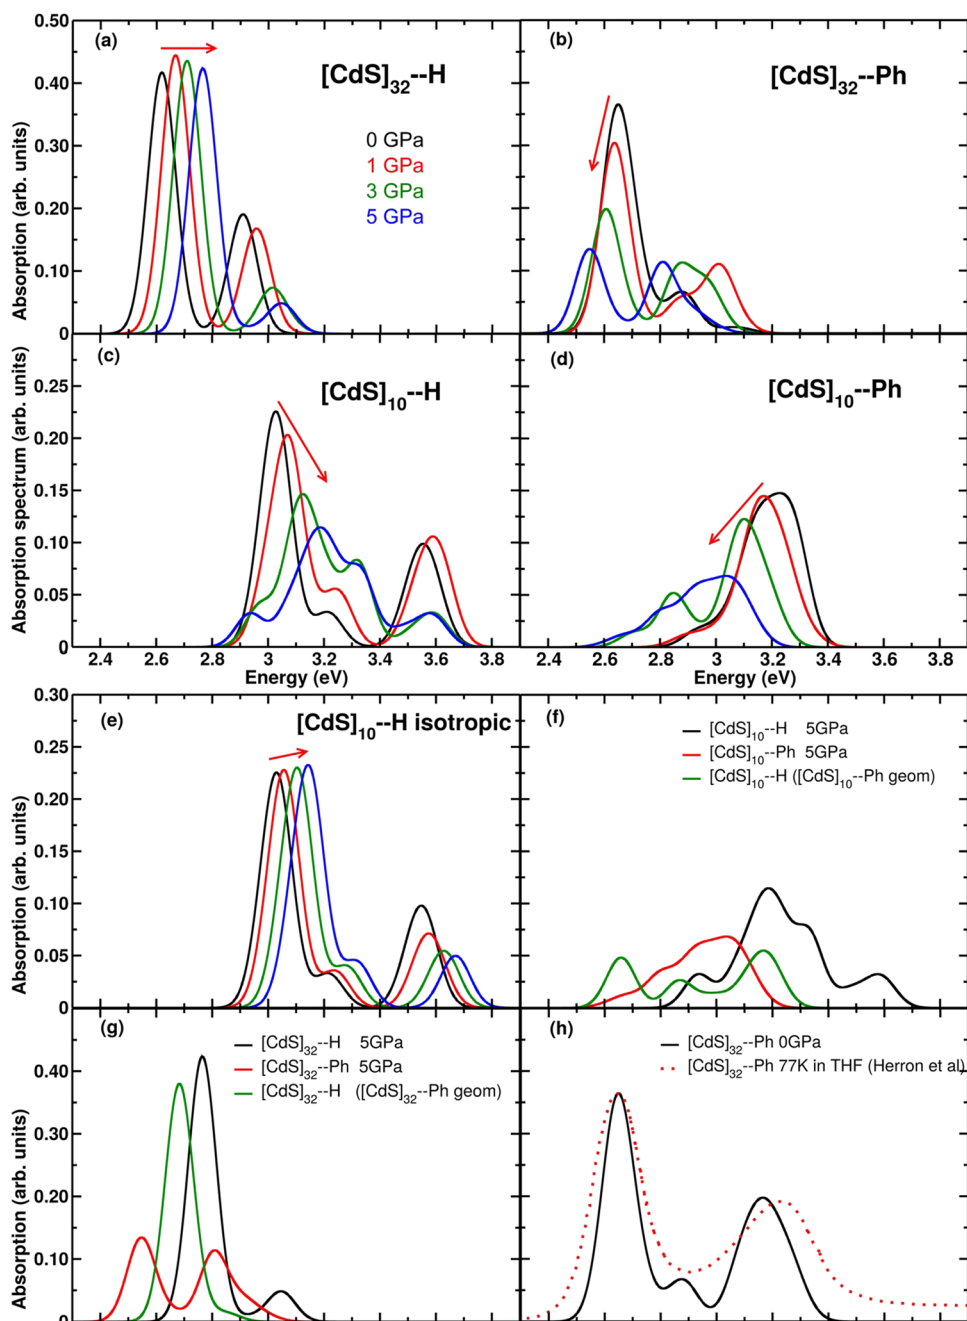 (a)
[CdS]32--H
0 GPa
1 GPa
3 GPa
5 GPa
0.50
0.40
0.30
0.20
0.10
0
Absorption (arb. units)
(b)
[CdS]32--Ph
(c)
[CdS]10--H
0.25
0.20
0.15
0.10
0.05
0
Absorption spectrum (arb. units)
2.4 2.6 2.8 3 3.2 3.4 3.6 3.8
Energy (eV)
(d)
[CdS]10--Ph
2.4 2.6 2.8 3 3.2 3.4 3.6 3.8
Energy (eV)
(e)
[CdS]10--H isotropic
0.30
0.25
0.20
0.15
0.10
0.05
0
Absorption (arb. units)
(f)
[CdS]10--H 5GPa
[CdS]10--Ph 5GPa
[CdS]10--H ([CdS]10--Ph geom)
(g)
[CdS]32--H 5GPa
[CdS]32--Ph 5GPa
[CdS]32--H ([CdS]32--Ph geom)
0.40
0.30
0.20
0.10
Absorption (arb. units)
(h)
[CdS]32--Ph 0GPa
[CdS]32--Ph 77K in THF (Herron et al)